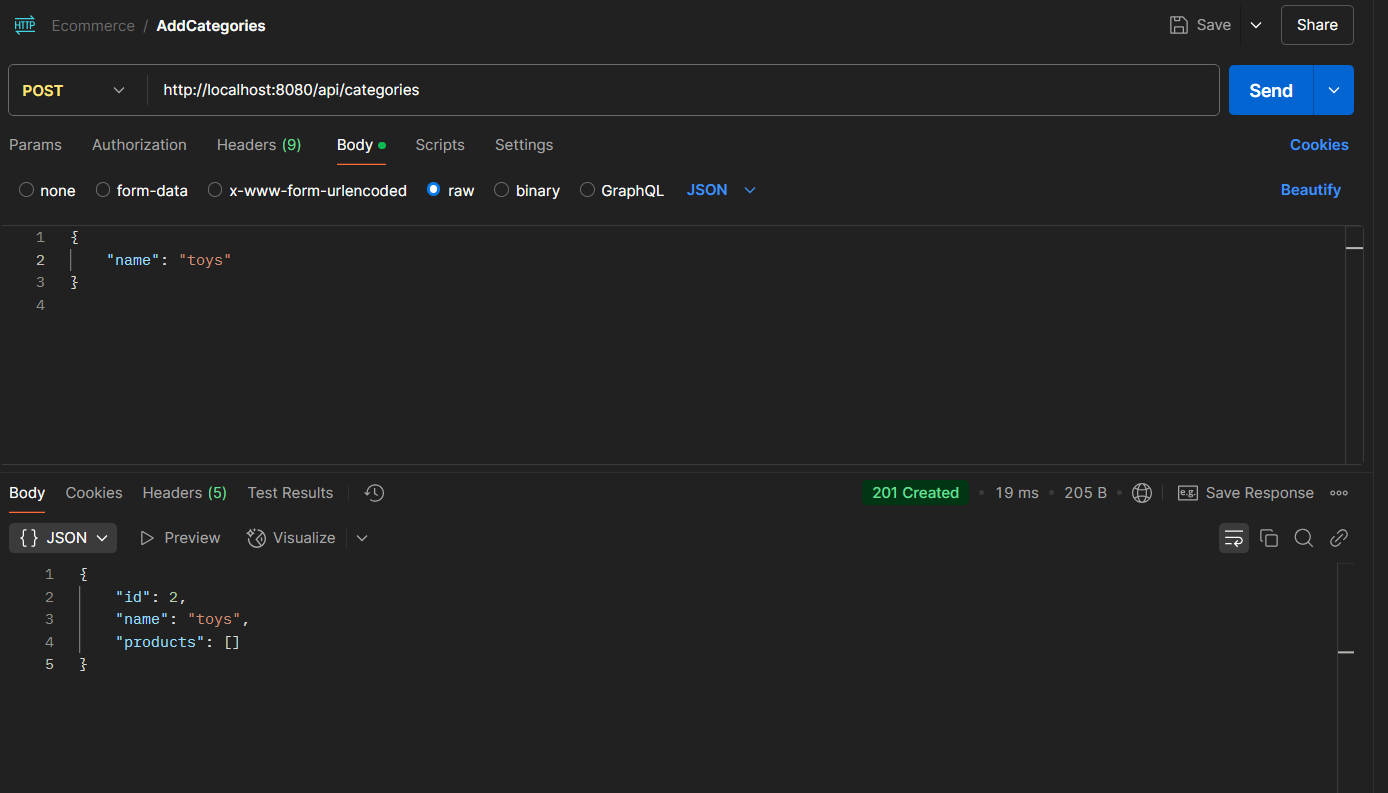 HTTP Ecommerce / AddCategories Save Share
POST http://localhost:8080/api/categories Send
Params Authorization Headers (9) Body Scripts Settings Cookies
none form-data x-www-form-urlencoded raw binary GraphQL JSON Beautify
1 {
2 "name": "toys"
3 }
4
Body Cookies Headers (5) Test Results 201 Created • 19 ms • 205 B • e.g. Save Response
{} JSON Preview Visualize
1 {
2 "id": 2,
3 "name": "toys",
4 "products": []
5 }